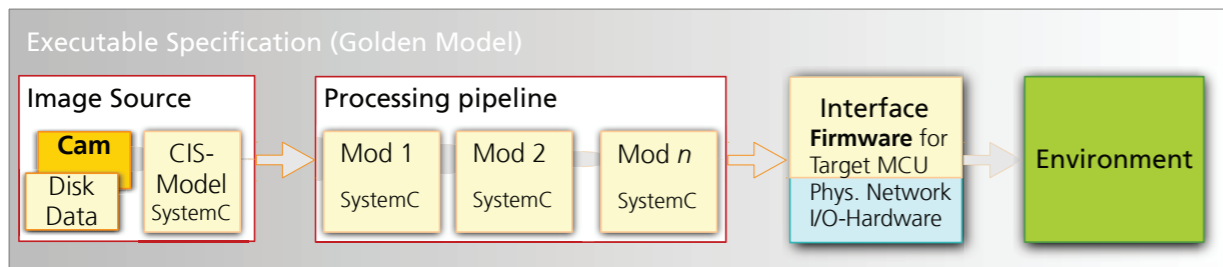 Executable Specification (Golden Model)
Image Source
Cam
Disk
Data
CIS-
Model
SystemC
Processing pipeline
Mod 1
SystemC
Mod 2
SystemC
Mod n
SystemC
Interface
Firmware for
Target MCU
Phys. Network
I/O-Hardware
Environment